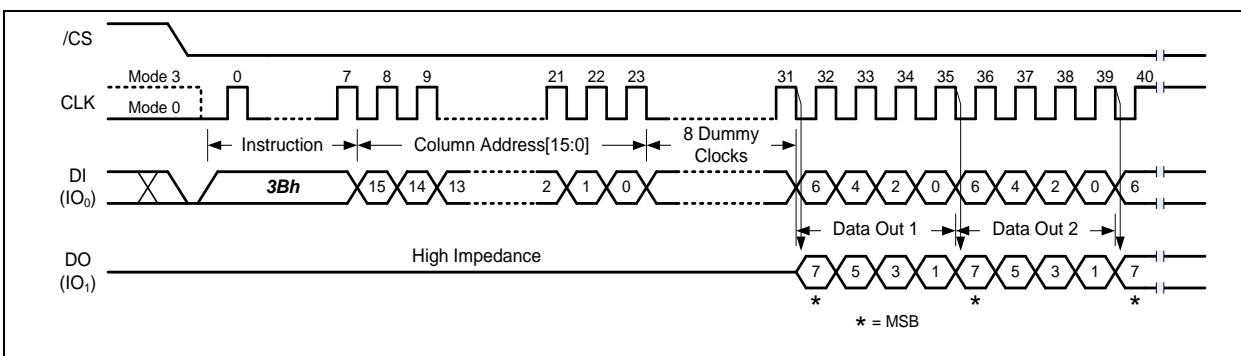 /CS
Mode 3 0 7 8 9 21 22 23 31 32 33 34 35 36 37 38 39 40
CLK
Mode 0
Instruction Column Address[15:0] 8 Dummy
Clocks
DI
(IO0)
3Bh 15 14 13 2 1 0 6 4 2 0 6 4 2 0 6
Data Out 1 Data Out 2
DO
(IO1)
High Impedance
7 5 3 1 7 5 3 1 7
* * *
* = MSB